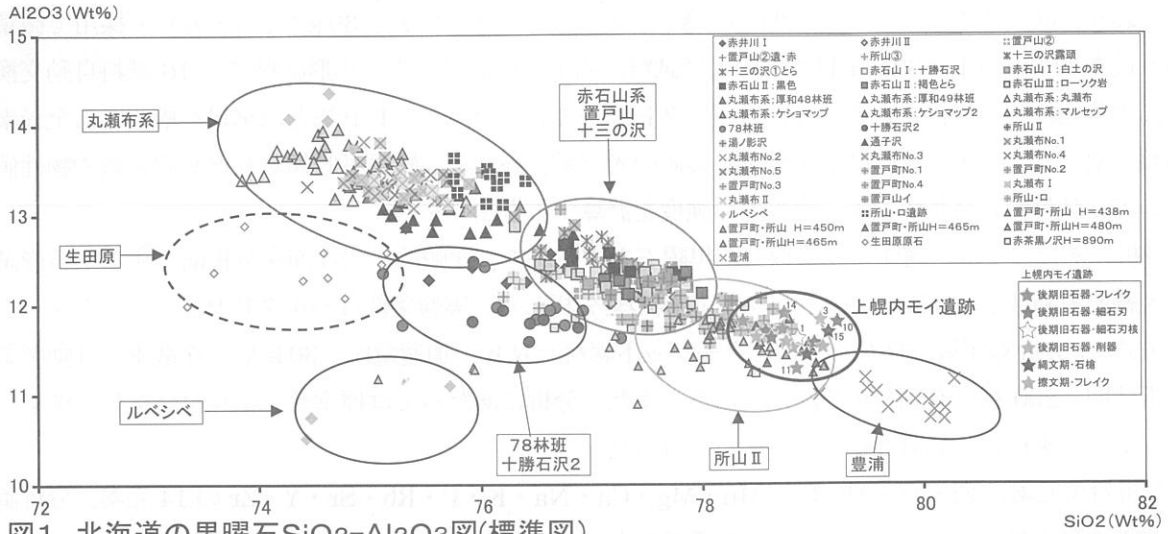 Al2O3(Wt%)
15
14
13
12
11
10
72
74
76
78
80
82
SiO2(Wt%)
丸瀬布系
生田原
ルベシベ
赤石山系
置戸山
十三の沢
78林班
十勝石沢2
所山Ⅱ
豊浦
上幌内モイ遺跡
14
3
1
10
15
11
赤井川Ⅰ 赤井川Ⅱ 置戸山②
置戸山②遺・赤 所山③ 十三の沢露頭
十三の沢①とら 赤石山Ⅰ:十勝石沢 赤石山Ⅰ:白土の沢
赤石山Ⅱ:黒色 赤石山Ⅱ:褐色とら 赤石山Ⅲ:ローソク岩
丸瀬布系:厚和48林班 丸瀬布系:厚和49林班 丸瀬布系:丸瀬布
丸瀬布系:ケショマップ 丸瀬布系:ケショマップ2 丸瀬布系:マルセップ
78林班 十勝石沢2 所山Ⅱ
湯ノ影沢 通子沢 丸瀬布No.1
丸瀬布No.2 丸瀬布No.3 丸瀬布No.4
丸瀬布No.5 置戸町No.1 置戸町No.2
置戸町No.3 置戸町No.4 丸瀬布Ⅰ
丸瀬布Ⅱ 置戸山イ 所山・ロ
ルベシベ 所山・ロ遺跡 置戸町・所山 H=438m
置戸町・所山 H=450m 置戸町・所山H=465m 置戸町・所山H=480m
置戸町・所山H=465m 生田原原石 赤茶黒ノ沢H=890m
豊浦
上幌内モイ遺跡
後期旧石器・フレイク
後期旧石器・細石刃
後期旧石器・細石刃核
後期旧石器・削器
縄文期・石槍
擦文期・フレイク
図1 北海道の黒曜石SiO2-Al2O3図(標準図)